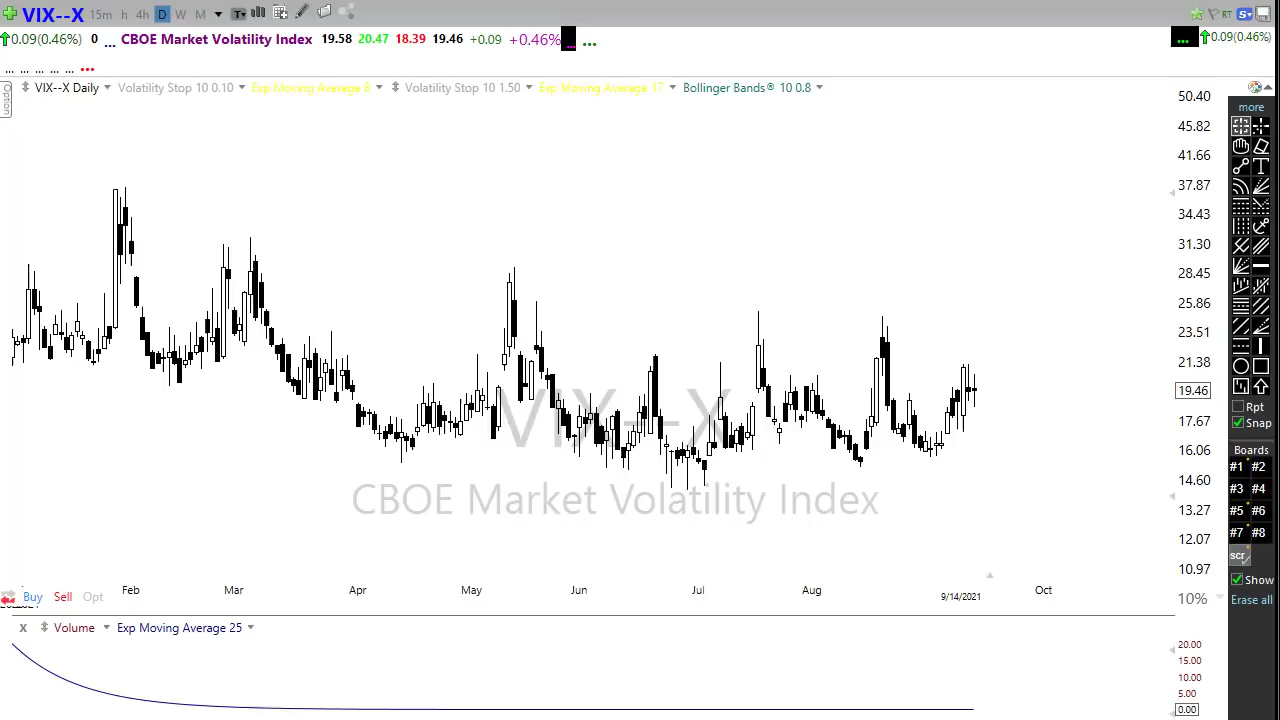 VIX--X 15m h 4h D W M T RT S
0.09(0.46%) 0 ... CBOE Market Volatility Index 19.58 20.47 18.39 19.46 +0.09 +0.46% ... ... ... 0.09(0.46%)
... ... ... ... ... ...
Option
VIX--X Daily Volatility Stop 10 0.10 Exp Moving Average 8 Volatility Stop 10 1.50 Exp Moving Average 17 Bollinger Bands® 10 0.8
50.40
45.82
41.66
37.87
34.43
31.30
28.45
25.86
23.51
21.38
19.46
17.67
16.06
14.60
13.27
12.07
10.97
10%
VIX--X
CBOE Market Volatility Index
Feb Mar Apr May Jun Jul Aug 9/14/2021 Oct
Buy Sell Opt
X Volume Exp Moving Average 25
20.00
15.00
10.00
5.00
0.00
more
T
Rpt
Snap
Boards
#1 #2
#3 #4
#5 #6
#7 #8
scr
Show
Erase all